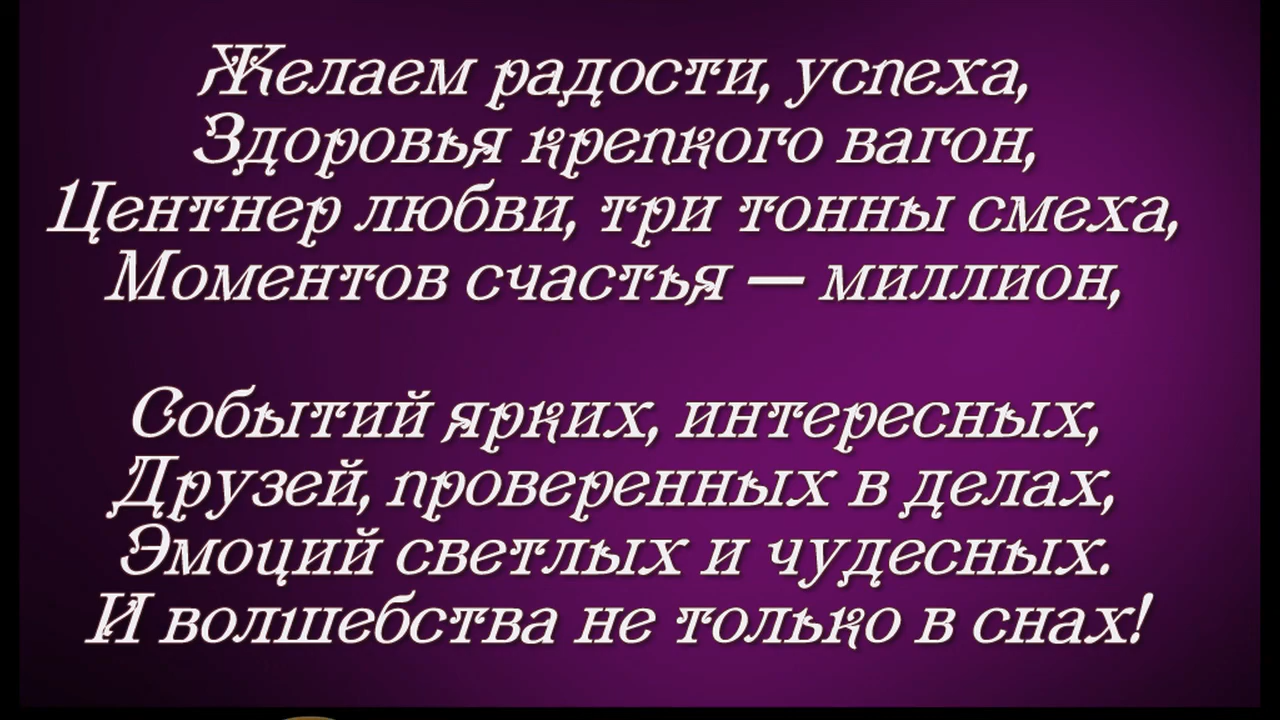 Желаем радости, успеха,
Здоровья крепкого вагон,
Центнер любви, три тонны смеха,
Моментов счастья — миллион,
Событий ярких, интересных,
Друзей, проверенных в делах,
Эмоций светлых и чудесных.
И волшебства не только в снах!